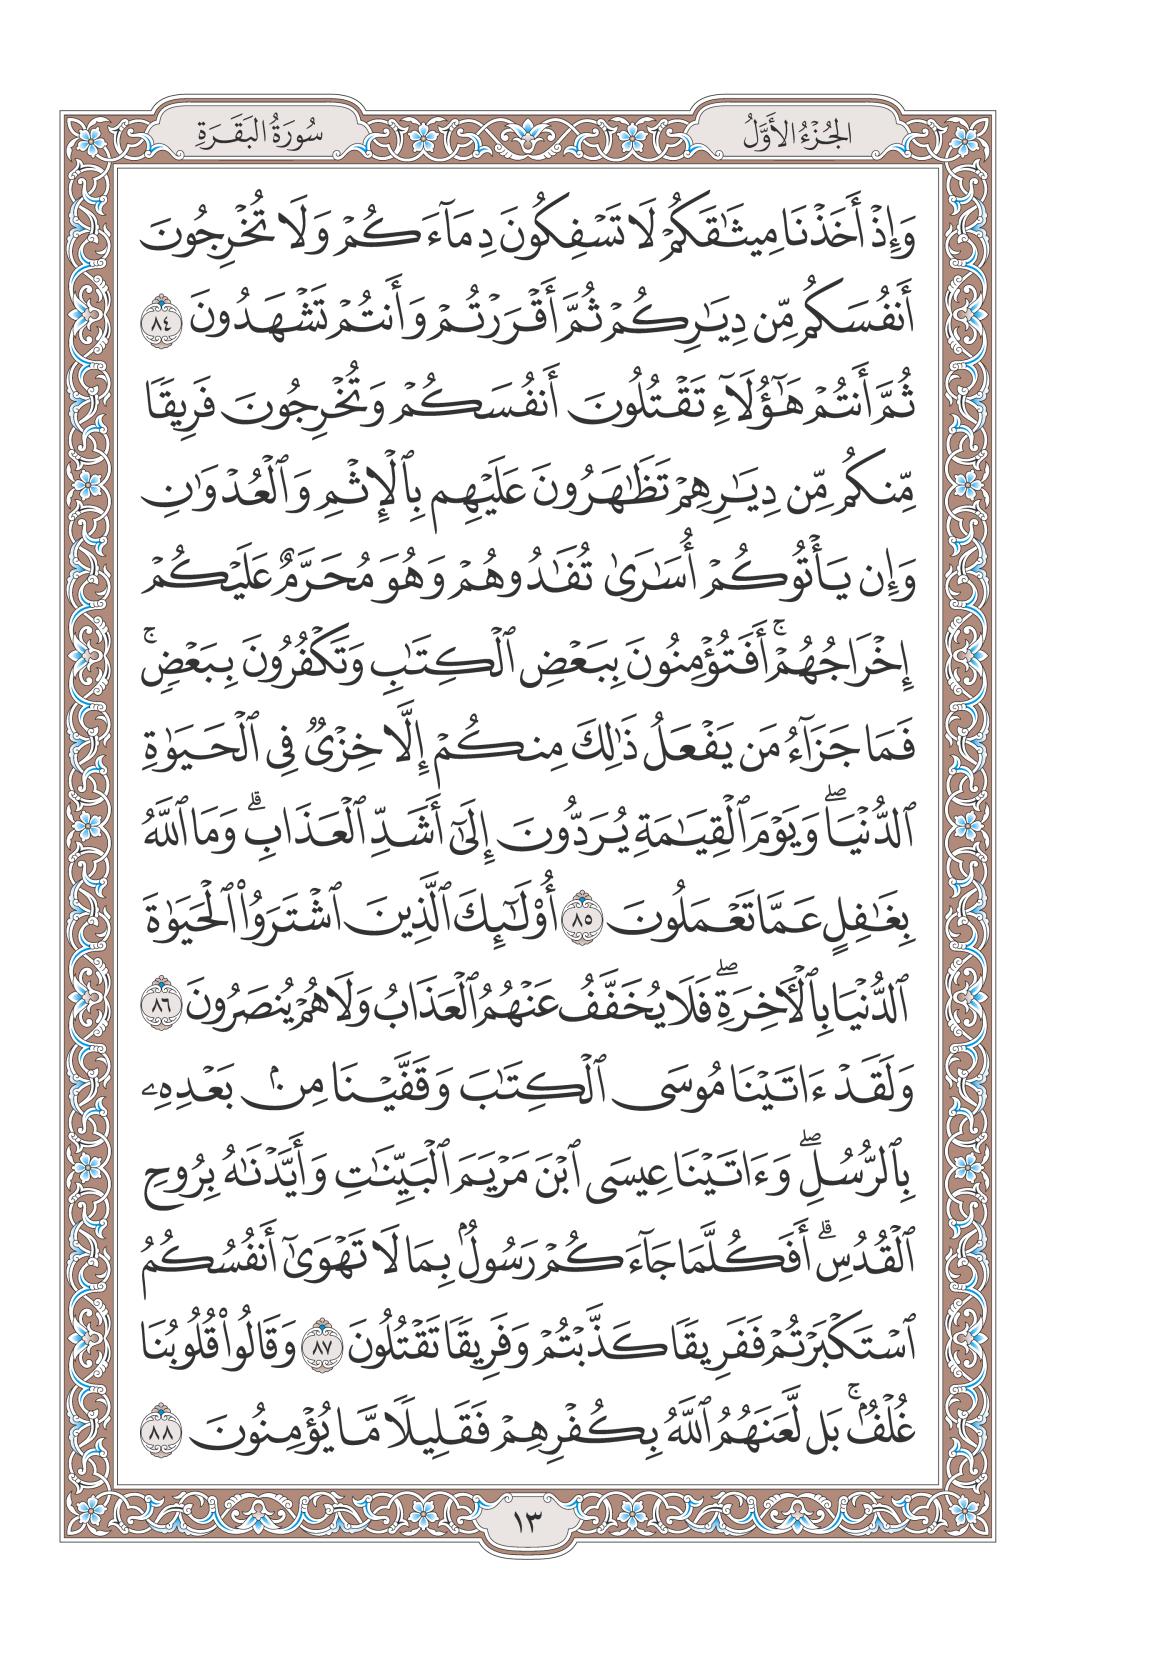 الجُزْءُ الأَوَّلُ
سُورَةُ البَقَرَةِ
وَإِذْ أَخَذْنَا مِيثَٰقَكُمْ لَا تَسْفِكُونَ دِمَآءَكُمْ وَلَا تُخْرِجُونَ
أَنفُسَكُم مِّن دِيَٰرِكُمْ ثُمَّ أَقْرَرْتُمْ وَأَنتُمْ تَشْهَدُونَ ٨٤
ثُمَّ أَنتُمْ هَٰٓؤُلَآءِ تَقْتُلُونَ أَنفُسَكُمْ وَتُخْرِجُونَ فَرِيقًا
مِّنكُم مِّن دِيَٰرِهِمْ تَظَٰهَرُونَ عَلَيْهِم بِٱلْإِثْمِ وَٱلْعُدْوَٰنِ
وَإِن يَأْتُوكُمْ أُسَٰرَىٰ تُفَٰدُوهُمْ وَهُوَ مُحَرَّمٌ عَلَيْكُمْ
إِخْرَاجُهُمْ ۚ أَفَتُؤْمِنُونَ بِبَعْضِ ٱلْكِتَٰبِ وَتَكْفُرُونَ بِبَعْضٍ ۚ
فَمَا جَزَآءُ مَن يَفْعَلُ ذَٰلِكَ مِنكُمْ إِلَّا خِزْىٌ فِى ٱلْحَيَوٰةِ
ٱلدُّنْيَا ۖ وَيَوْمَ ٱلْقِيَٰمَةِ يُرَدُّونَ إِلَىٰٓ أَشَدِّ ٱلْعَذَابِ ۗ وَمَا ٱللَّهُ
بِغَٰفِلٍ عَمَّا تَعْمَلُونَ ٨٥ أُو۟لَٰٓئِكَ ٱلَّذِينَ ٱشْتَرَوُا۟ ٱلْحَيَوٰةَ
ٱلدُّنْيَا بِٱلْءَاخِرَةِ ۖ فَلَا يُخَفَّفُ عَنْهُمُ ٱلْعَذَابُ وَلَا هُمْ يُنصَرُونَ ٨٦
وَلَقَدْ ءَاتَيْنَا مُوسَى ٱلْكِتَٰبَ وَقَفَّيْنَا مِنۢ بَعْدِهِۦ
بِٱلرُّسُلِ ۖ وَءَاتَيْنَا عِيسَى ٱبْنَ مَرْيَمَ ٱلْبَيِّنَٰتِ وَأَيَّدْنَٰهُ بِرُوحِ
ٱلْقُدُسِ ۗ أَفَكُلَّمَا جَآءَكُمْ رَسُولٌۢ بِمَا لَا تَهْوَىٰٓ أَنفُسُكُمُ
ٱسْتَكْبَرْتُمْ فَفَرِيقًا كَذَّبْتُمْ وَفَرِيقًا تَقْتُلُونَ ٨٧ وَقَالُوا۟ قُلُوبُنَا
غُلْفٌۢ ۚ بَل لَّعَنَهُمُ ٱللَّهُ بِكُفْرِهِمْ فَقَلِيلًا مَّا يُؤْمِنُونَ ٨٨
١٣